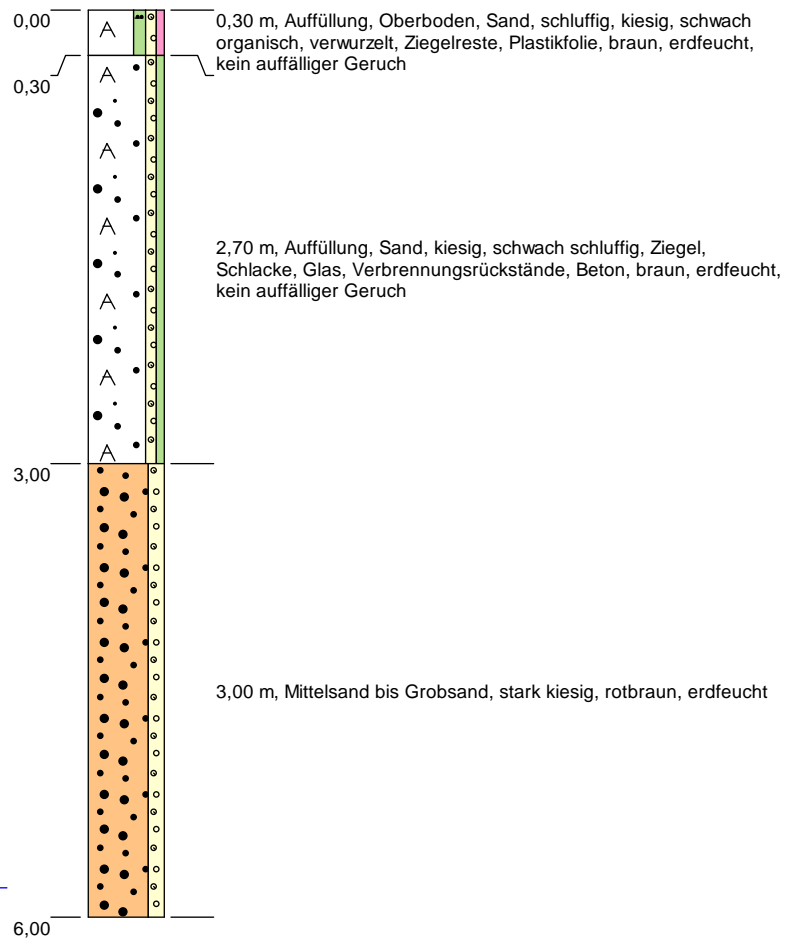 0,00
0,30 m, Auffüllung, Oberboden, Sand, schluffig, kiesig, schwach
organisch, verwurzelt, Ziegelreste, Plastikfolie, braun, erdfeucht,
kein auffälliger Geruch
0,30
A
A
A
A
A
A
A
2,70 m, Auffüllung, Sand, kiesig, schwach schluffig, Ziegel,
Schlacke, Glas, Verbrennungsrückstände, Beton, braun, erdfeucht,
kein auffälliger Geruch
3,00
3,00 m, Mittelsand bis Grobsand, stark kiesig, rotbraun, erdfeucht
6,00